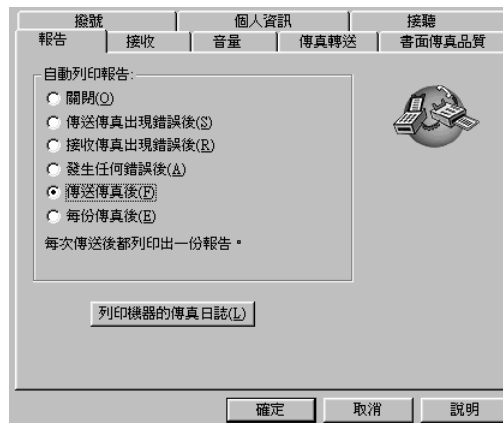 撥號 個人資訊 接聽
報告 接收 音量 傳真轉送 書面傳真品質
自動列印報告:
關閉(O)
傳送傳真出現錯誤後(S)
接收傳真出現錯誤後(R)
發生任何錯誤後(A)
傳送傳真後(F)
每份傳真後(E)
每次傳送後都列印出一份報告。
列印機器的傳真日誌(L)
確定 取消 說明